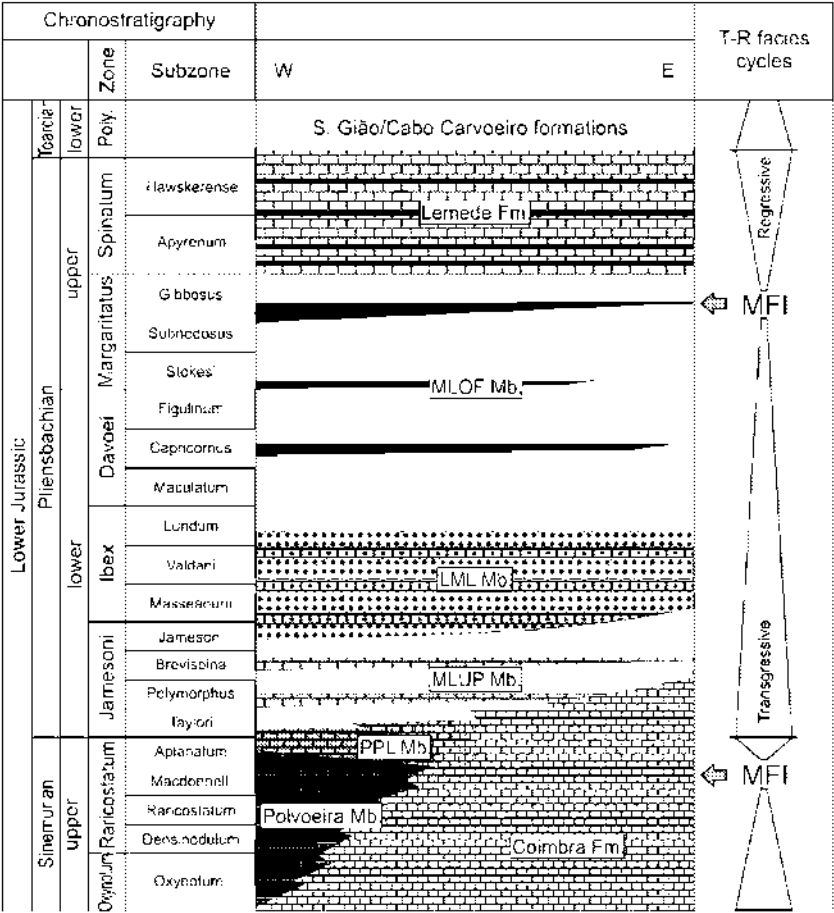 Chronostratigraphy
T-R facies
cycles
Zone
Subzone
W
E
Lower Jurassic
Toarcian
lower
Poly.
S. Gião/Cabo Carvoeiro formations
Pliensbachian
upper
Spinatum
Hawskerense
Apyrenum
Lemede Fm.
Regressive
Margaritatus
Gibbosus
Subnodosus
Stokesi
MFI
MLOF Mb.
lower
Davoei
Figulinum
Capricornus
Maculatum
Ibex
Luridum
Valdani
Masseanum
LML Mb.
Jamesoni
Jamesoni
Brevispina
Polymorphus
Taylori
MLUP Mb.
Transgressive
Sinemurian
upper
Raricostatum
Aplanatum
Macdonnelli
Raricostatum
Densinodulum
PPL Mb.
MFI
Polvoeira Mb.
Coimbra Fm.
Oxynotum
Oxynotum